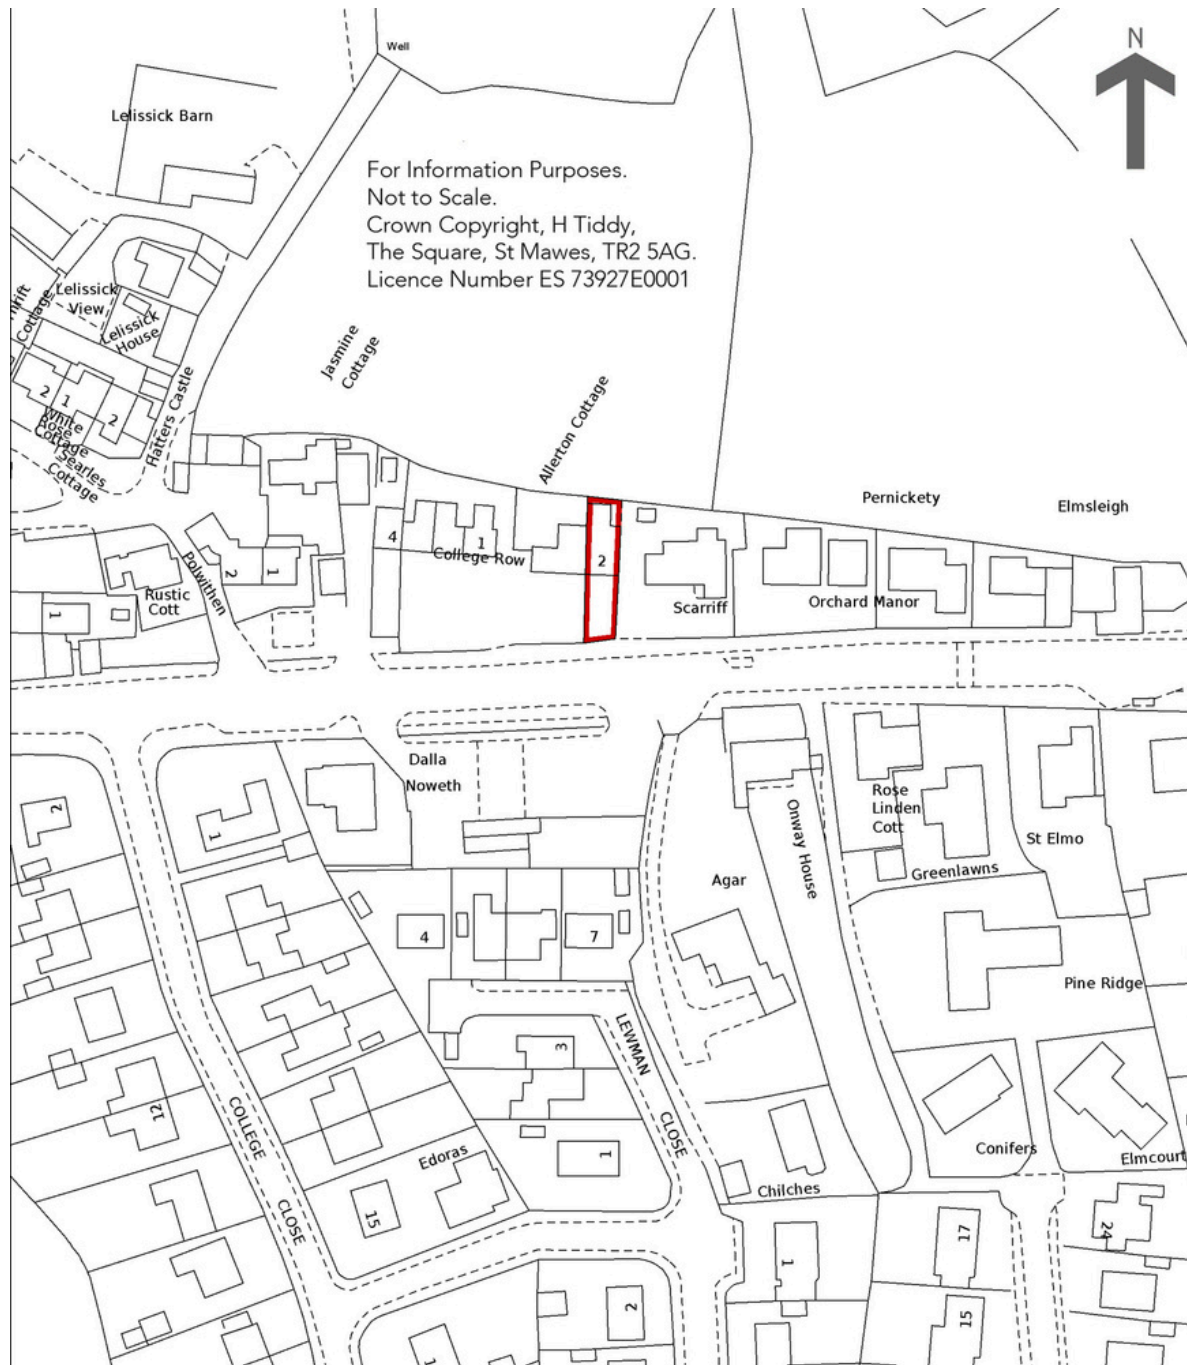 Well
N
Lelissick Barn
For Information Purposes.
Not to Scale.
Crown Copyright, H Tiddy,
The Square, St Mawes, TR2 5AG.
Licence Number ES 73927E0001
Cottage
Lelissick
View
Lelissick
House
Jasmine
Cottage
Allerton Cottage
Hatters Castle
2
1
2
White
Rose
Cottage
Searles
Cottage
Pernickety
Elmsleigh
4
1
College Row
2
Scarriff
Orchard Manor
Polwithen
2
1
Rustic
Cott
1
Dalla
Noweth
2
1
Onway House
Rose
Linden
Cott
St Elmo
Greenlawns
Agar
4
7
Pine Ridge
LEWMAN
CLOSE
3
12
COLLEGE
CLOSE
Edoras
1
15
Conifers
Elmcourt
Chilches
1
17
24
2
15
1